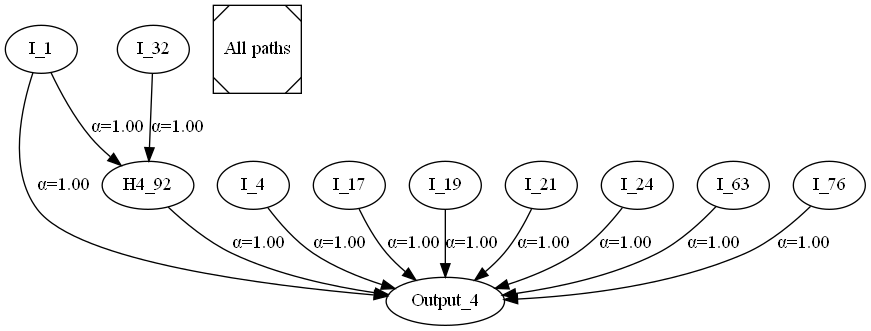 I_1
I_32
All paths
α=1.00
α=1.00
α=1.00
H4_92
I_4
I_17
I_19
I_21
I_24
I_63
I_76
α=1.00
α=1.00
α=1.00
α=1.00
α=1.00
α=1.00
α=1.00
α=1.00
Output_4